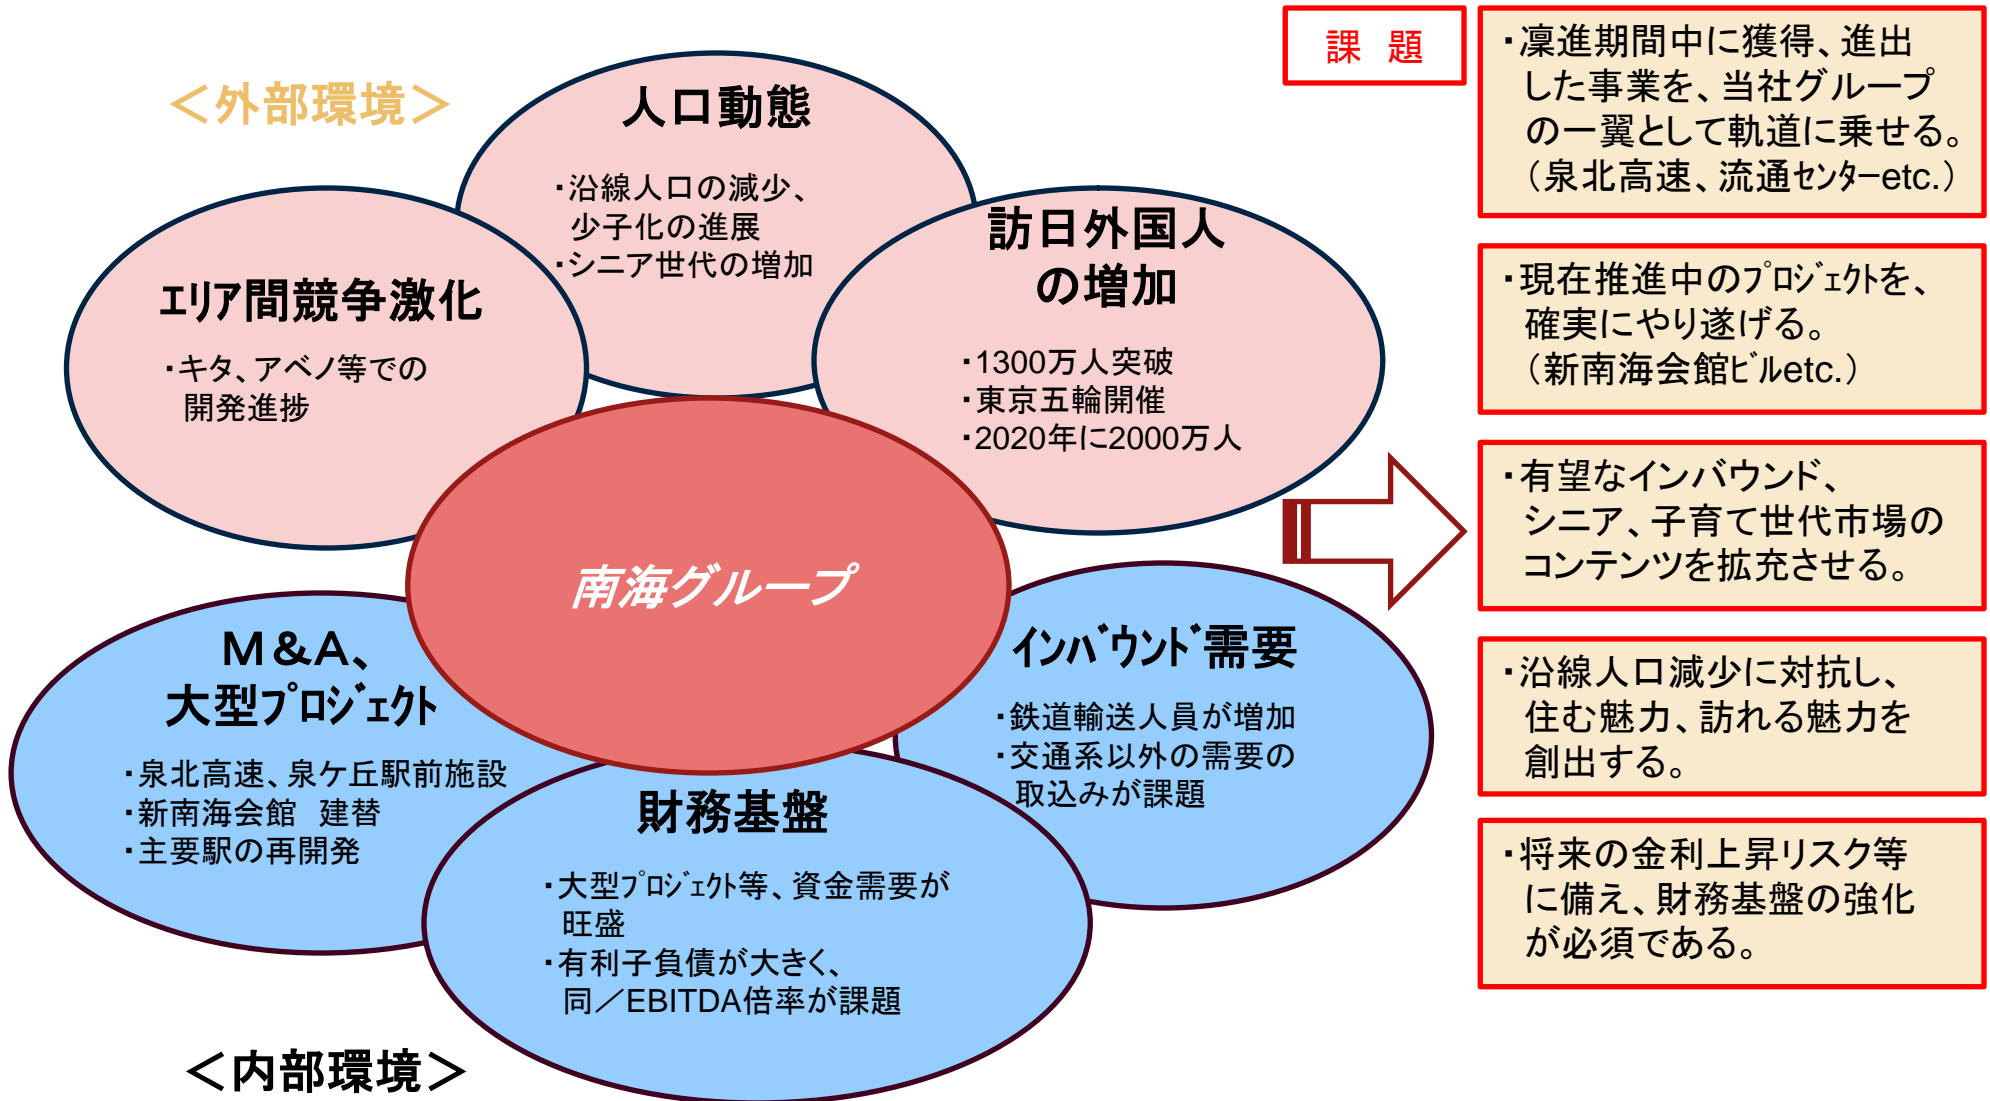 ＜外部環境＞
人口動態
・沿線人口の減少、
少子化の進展
・シニア世代の増加
エリア間競争激化
・キタ、アベノ等での
開発進捗
訪日外国人
の増加
・1300万人突破
・東京五輪開催
・2020年に2000万人
南海グループ
Ｍ＆Ａ、
大型プロジェクト
・泉北高速、泉ケ丘駅前施設
・新南海会館　建替
・主要駅の再開発
財務基盤
・大型プロジェクト等、資金需要が
旺盛
・有利子負債が大きく、
同／EBITDA倍率が課題
インバウンド需要
・鉄道輸送人員が増加
・交通系以外の需要の
取込みが課題
＜内部環境＞
課　題
・凜進期間中に獲得、進出
した事業を、当社グループ
の一翼として軌道に乗せる。
（泉北高速、流通センターetc.）
・現在推進中のプロジェクトを、
確実にやり遂げる。
（新南海会館ビルetc.）
・有望なインバウンド、
シニア、子育て世代市場の
コンテンツを拡充させる。
・沿線人口減少に対抗し、
住む魅力、訪れる魅力を
創出する。
・将来の金利上昇リスク等
に備え、財務基盤の強化
が必須である。